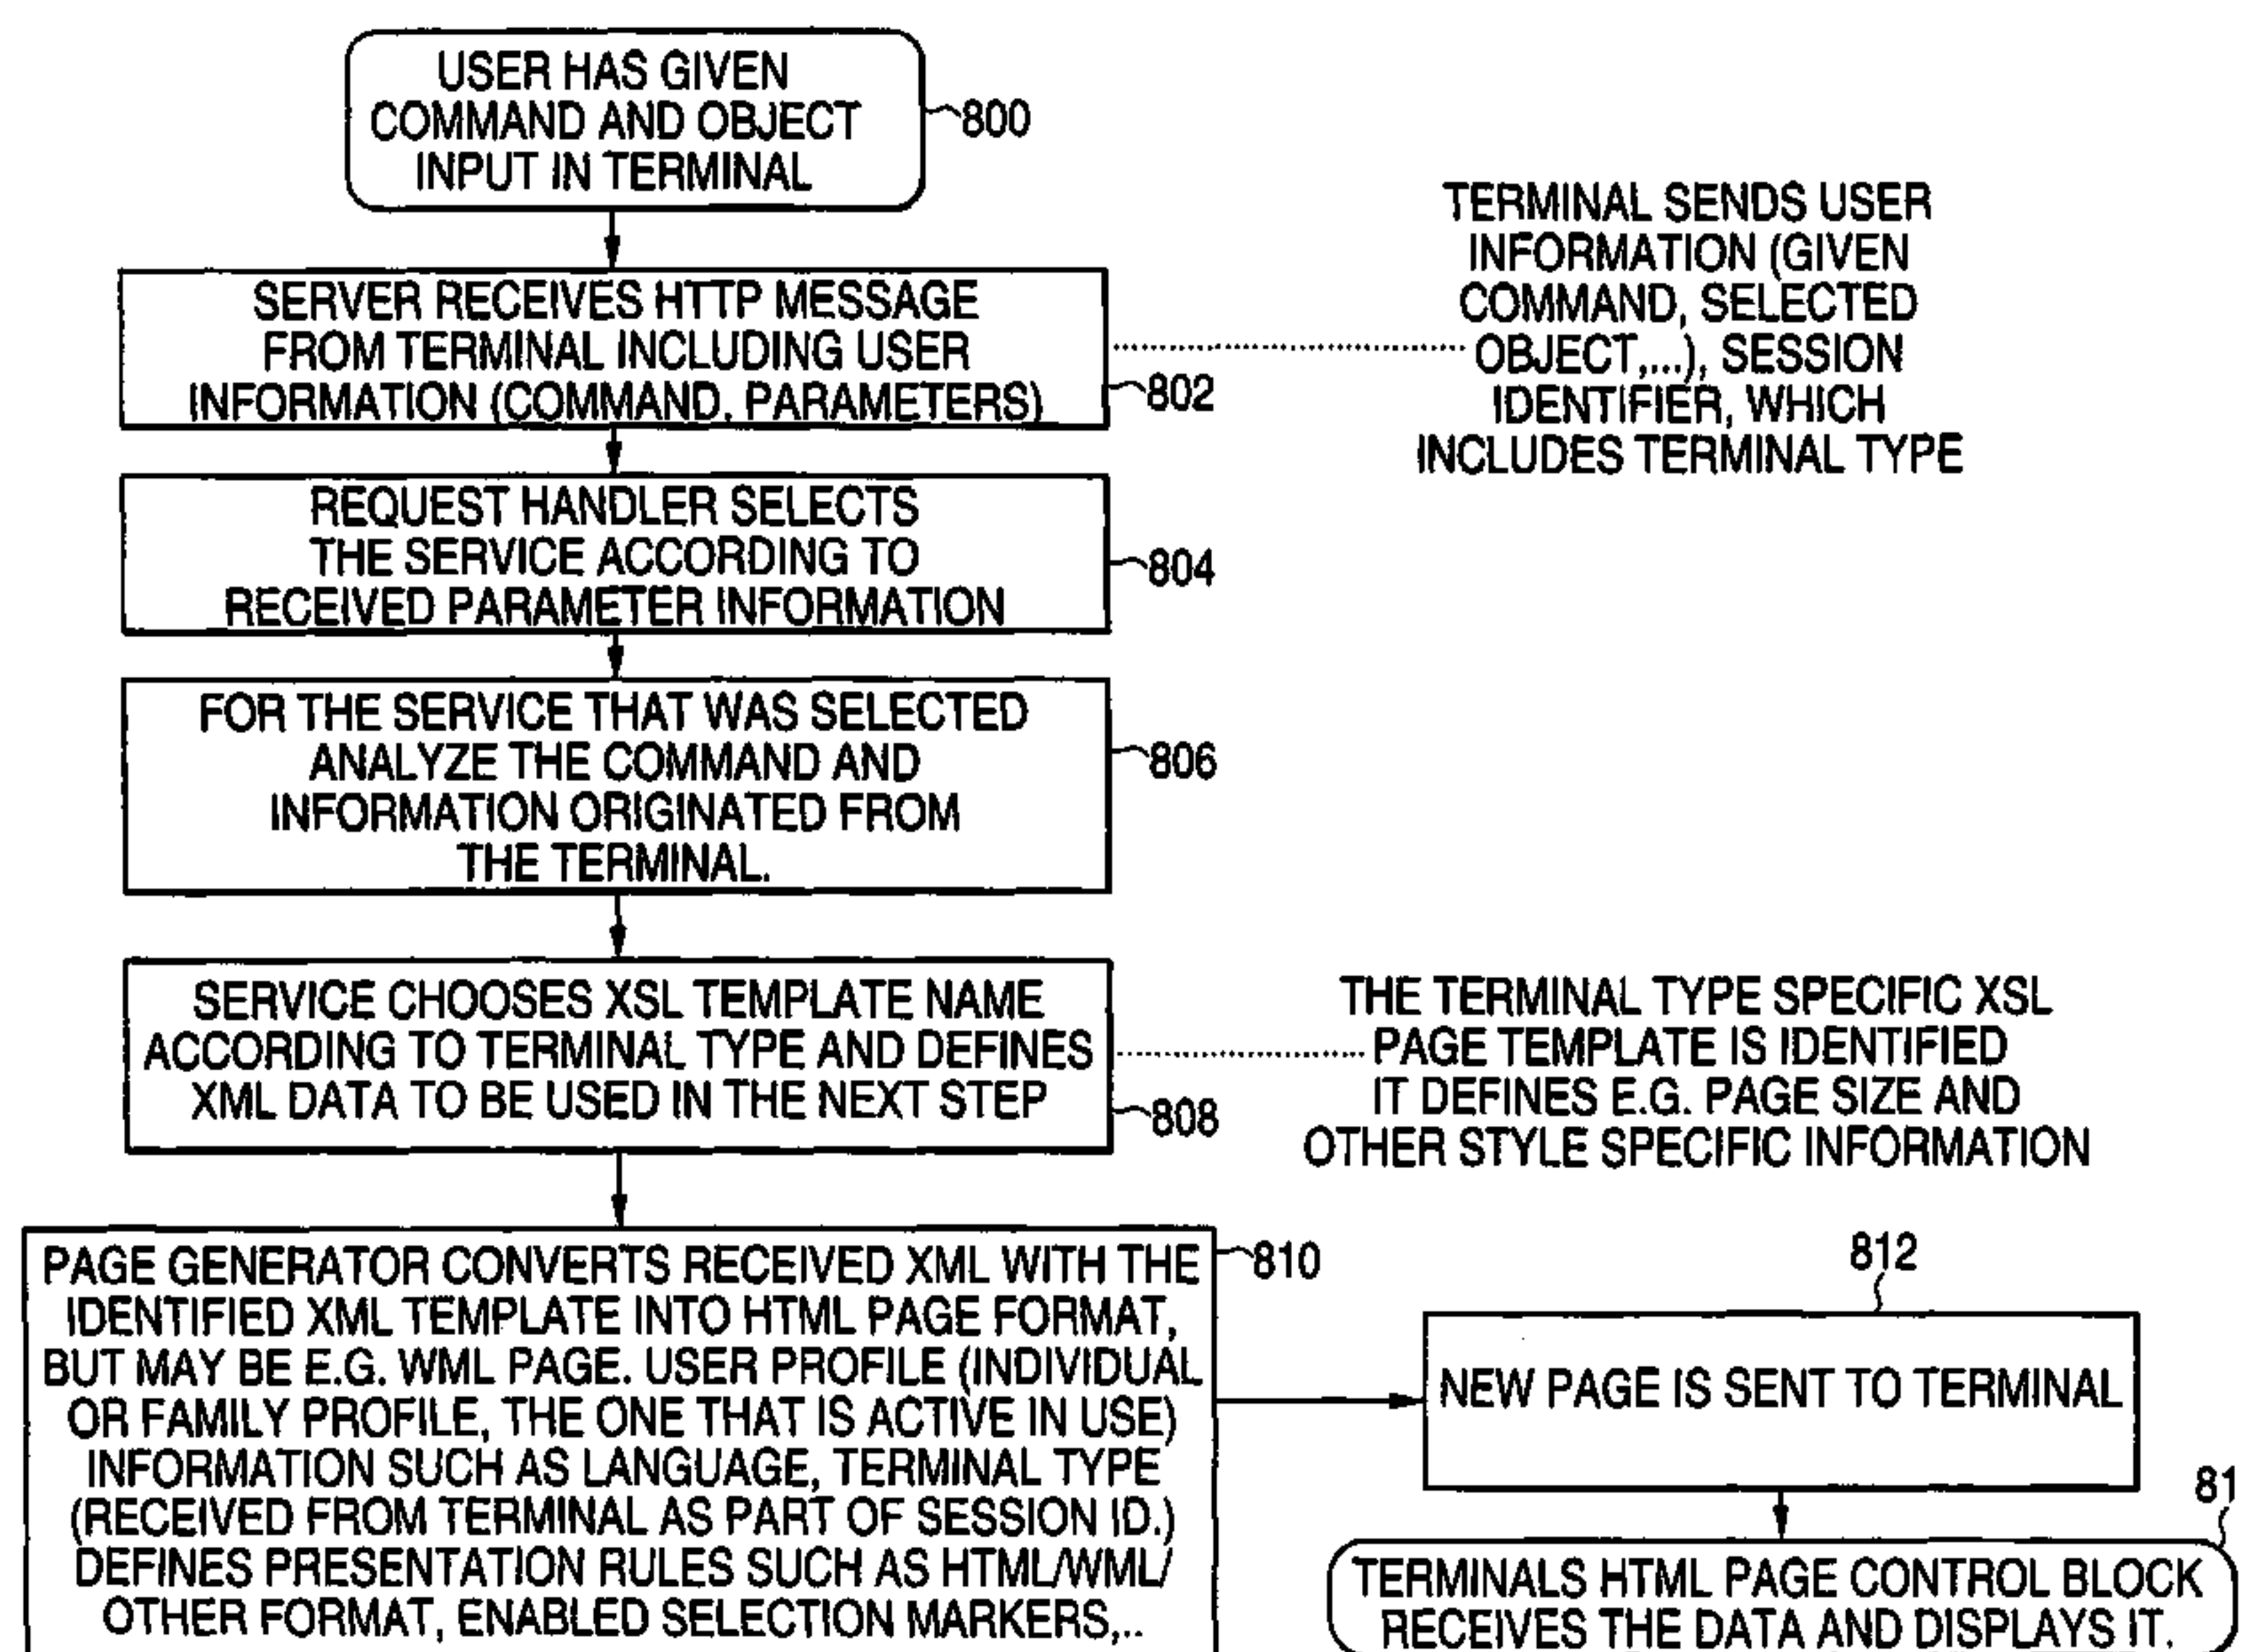 USER HAS GIVEN
COMMAND AND OBJECT
INPUT IN TERMINAL
800
SERVER RECEIVES HTTP MESSAGE
FROM TERMINAL INCLUDING USER
INFORMATION (COMMAND, PARAMETERS)
802
TERMINAL SENDS USER
INFORMATION (GIVEN
COMMAND, SELECTED
OBJECT,...), SESSION
IDENTIFIER, WHICH
INCLUDES TERMINAL TYPE
REQUEST HANDLER SELECTS
THE SERVICE ACCORDING TO
RECEIVED PARAMETER INFORMATION
804
FOR THE SERVICE THAT WAS SELECTED
ANALYZE THE COMMAND AND
INFORMATION ORIGINATED FROM
THE TERMINAL.
806
SERVICE CHOOSES XSL TEMPLATE NAME
ACCORDING TO TERMINAL TYPE AND DEFINES
XML DATA TO BE USED IN THE NEXT STEP
808
THE TERMINAL TYPE SPECIFIC XSL
PAGE TEMPLATE IS IDENTIFIED
IT DEFINES E.G. PAGE SIZE AND
OTHER STYLE SPECIFIC INFORMATION
PAGE GENERATOR CONVERTS RECEIVED XML WITH THE
IDENTIFIED XML TEMPLATE INTO HTML PAGE FORMAT,
BUT MAY BE E.G. WML PAGE. USER PROFILE (INDIVIDUAL
OR FAMILY PROFILE, THE ONE THAT IS ACTIVE IN USE)
INFORMATION SUCH AS LANGUAGE, TERMINAL TYPE
(RECEIVED FROM TERMINAL AS PART OF SESSION ID.)
DEFINES PRESENTATION RULES SUCH AS HTML/WML/
OTHER FORMAT, ENABLED SELECTION MARKERS,..
810
812
NEW PAGE IS SENT TO TERMINAL
81
TERMINALS HTML PAGE CONTROL BLOCK
RECEIVES THE DATA AND DISPLAYS IT.